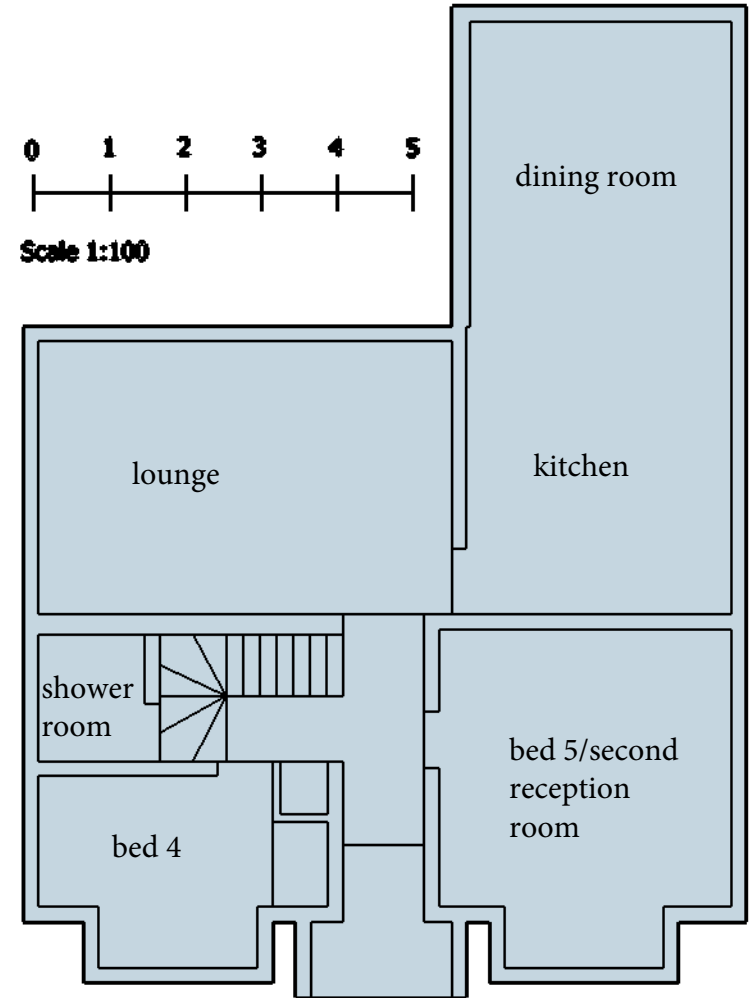 0 1 2 3 4 5
Scale 1:100
dining room
lounge
kitchen
shower
room
bed 4
bed 5/second
reception
room